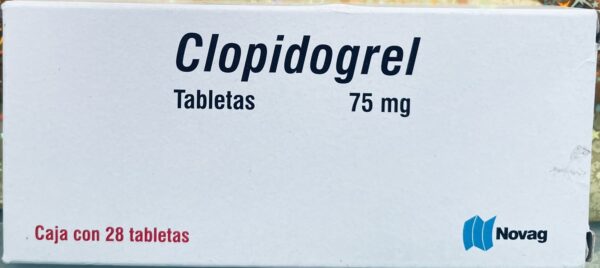 Clopidogrel
Tabletas 75 mg
Caja con 28 tabletas
Novag